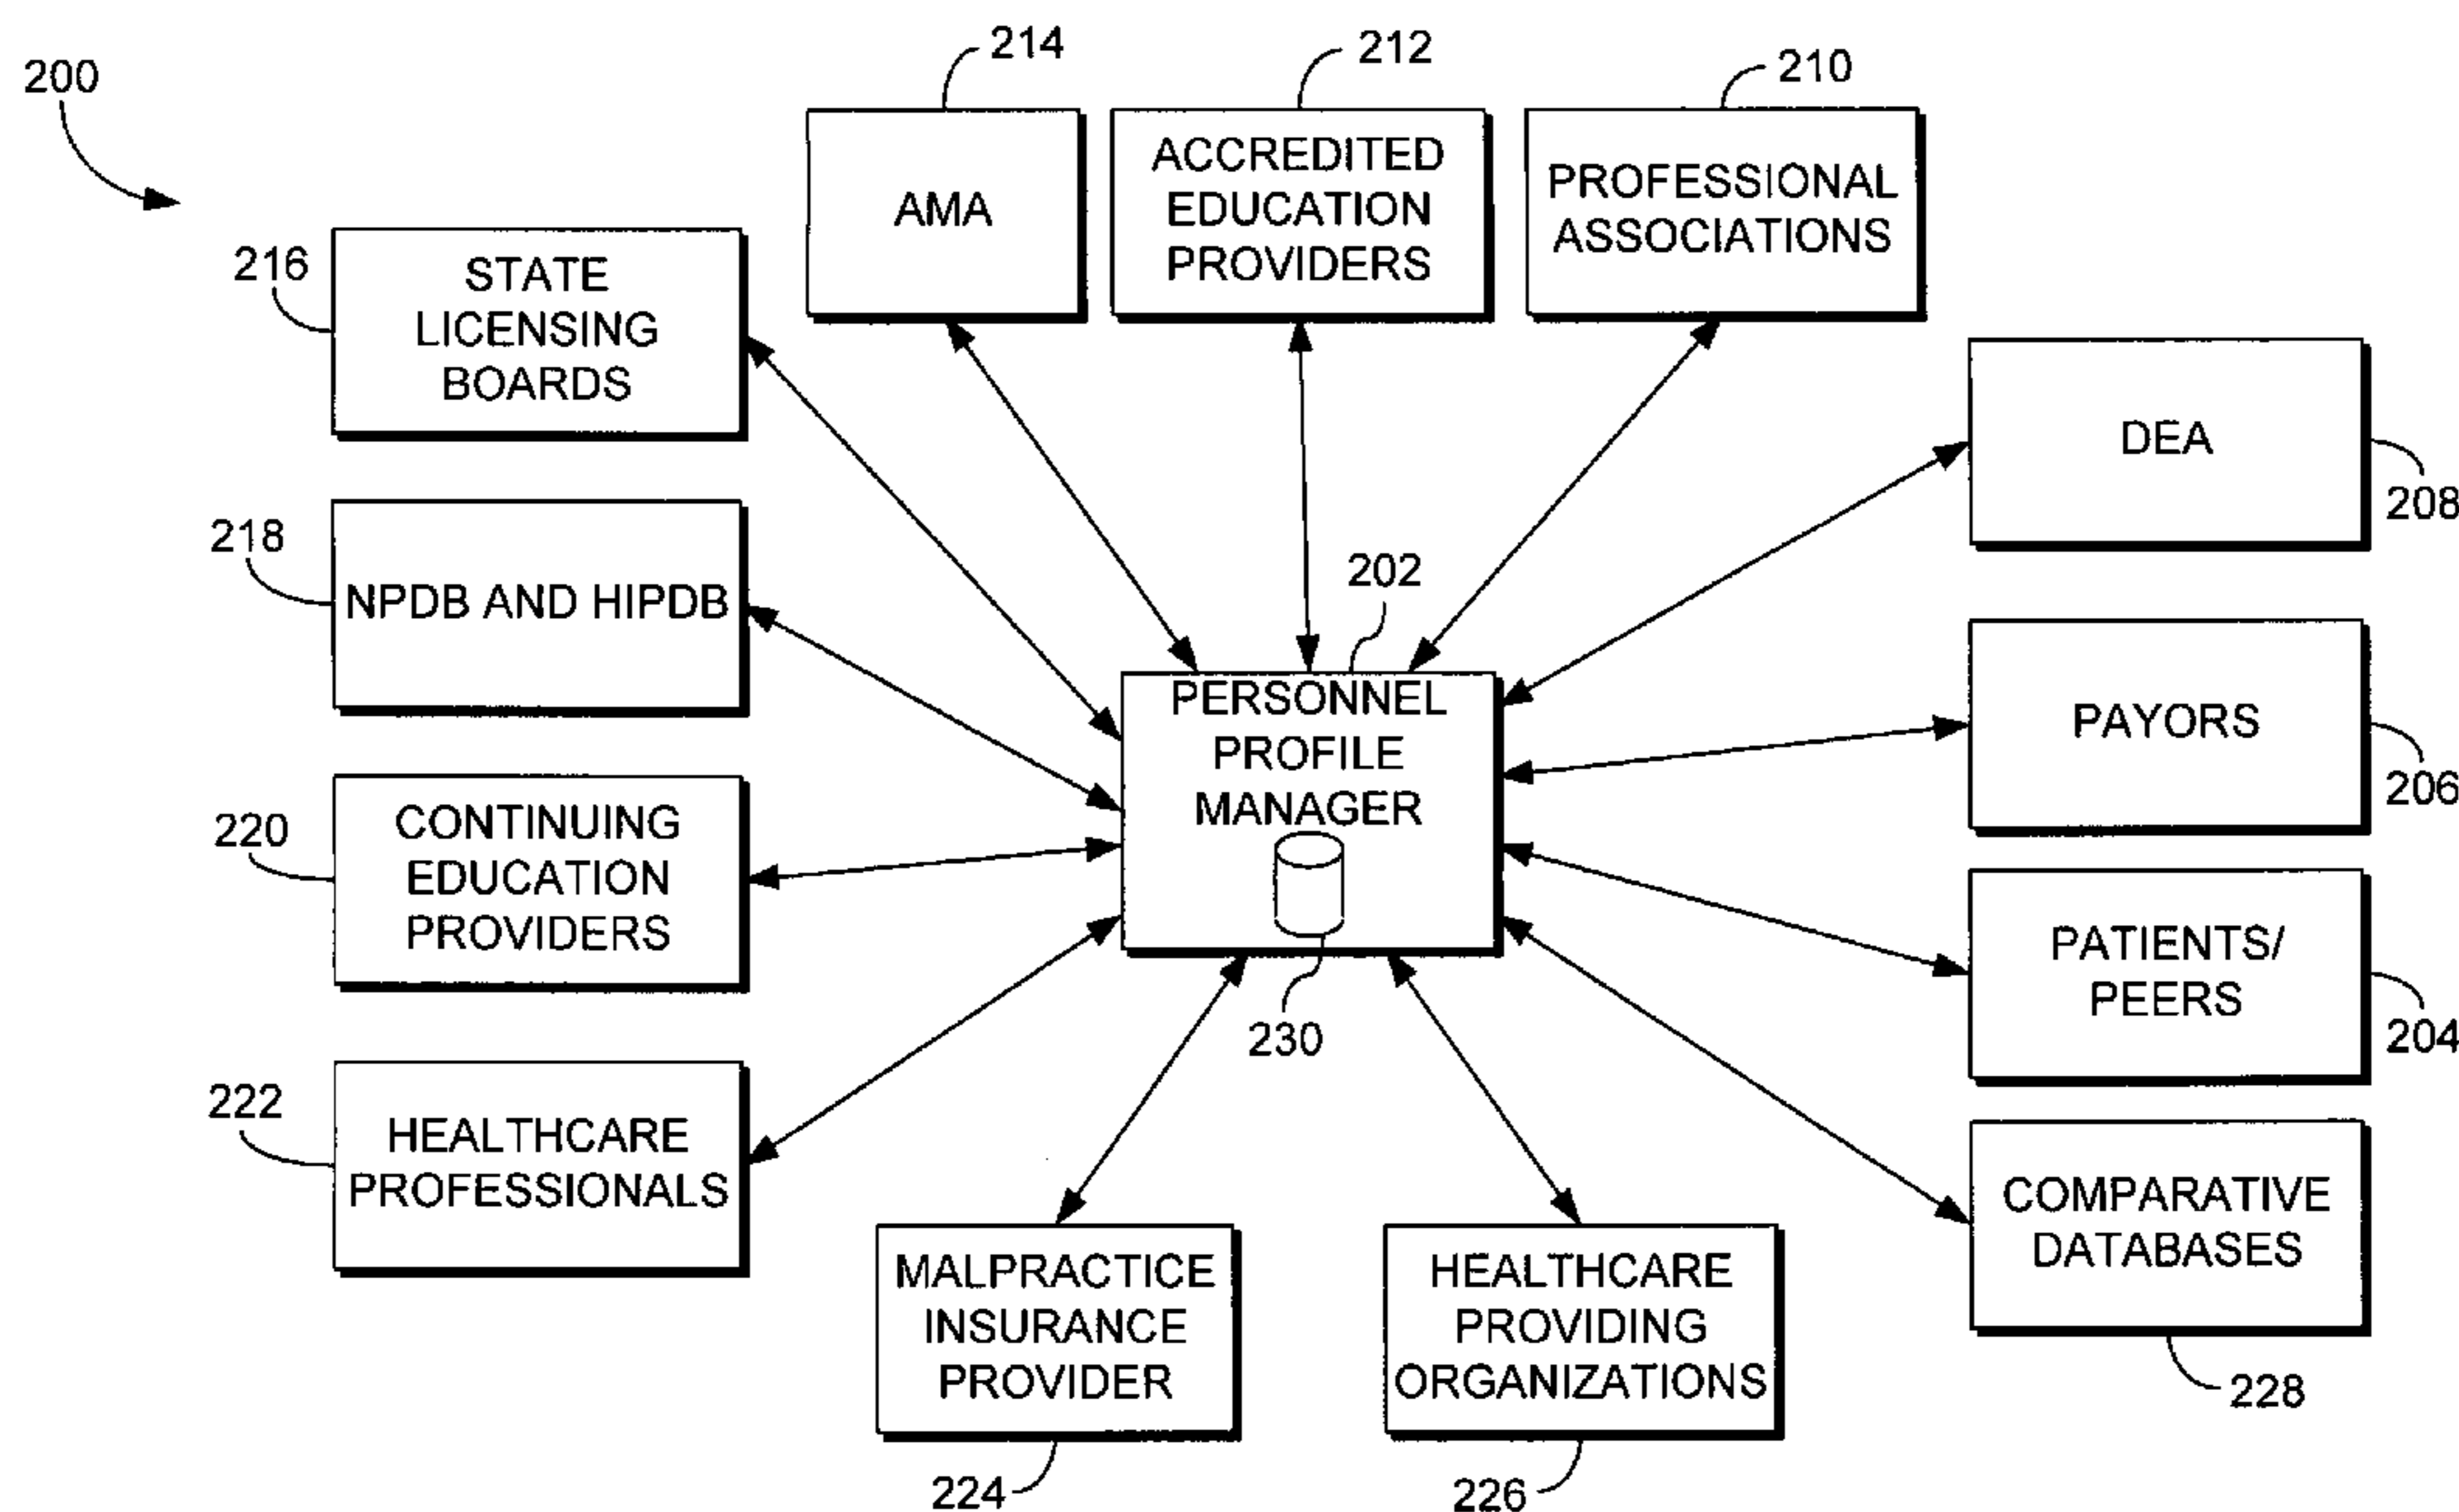 200
214
212
210
AMA
ACCREDITED
EDUCATION
PROVIDERS
PROFESSIONAL
ASSOCIATIONS
216
STATE
LICENSING
BOARDS
DEA
208
218
NPDB AND HIPDB
202
PERSONNEL
PROFILE
MANAGER
230
PAYORS
206
220
CONTINUING
EDUCATION
PROVIDERS
PATIENTS/
PEERS
204
222
HEALTHCARE
PROFESSIONALS
COMPARATIVE
DATABASES
228
MALPRACTICE
INSURANCE
PROVIDER
224
HEALTHCARE
PROVIDING
ORGANIZATIONS
226